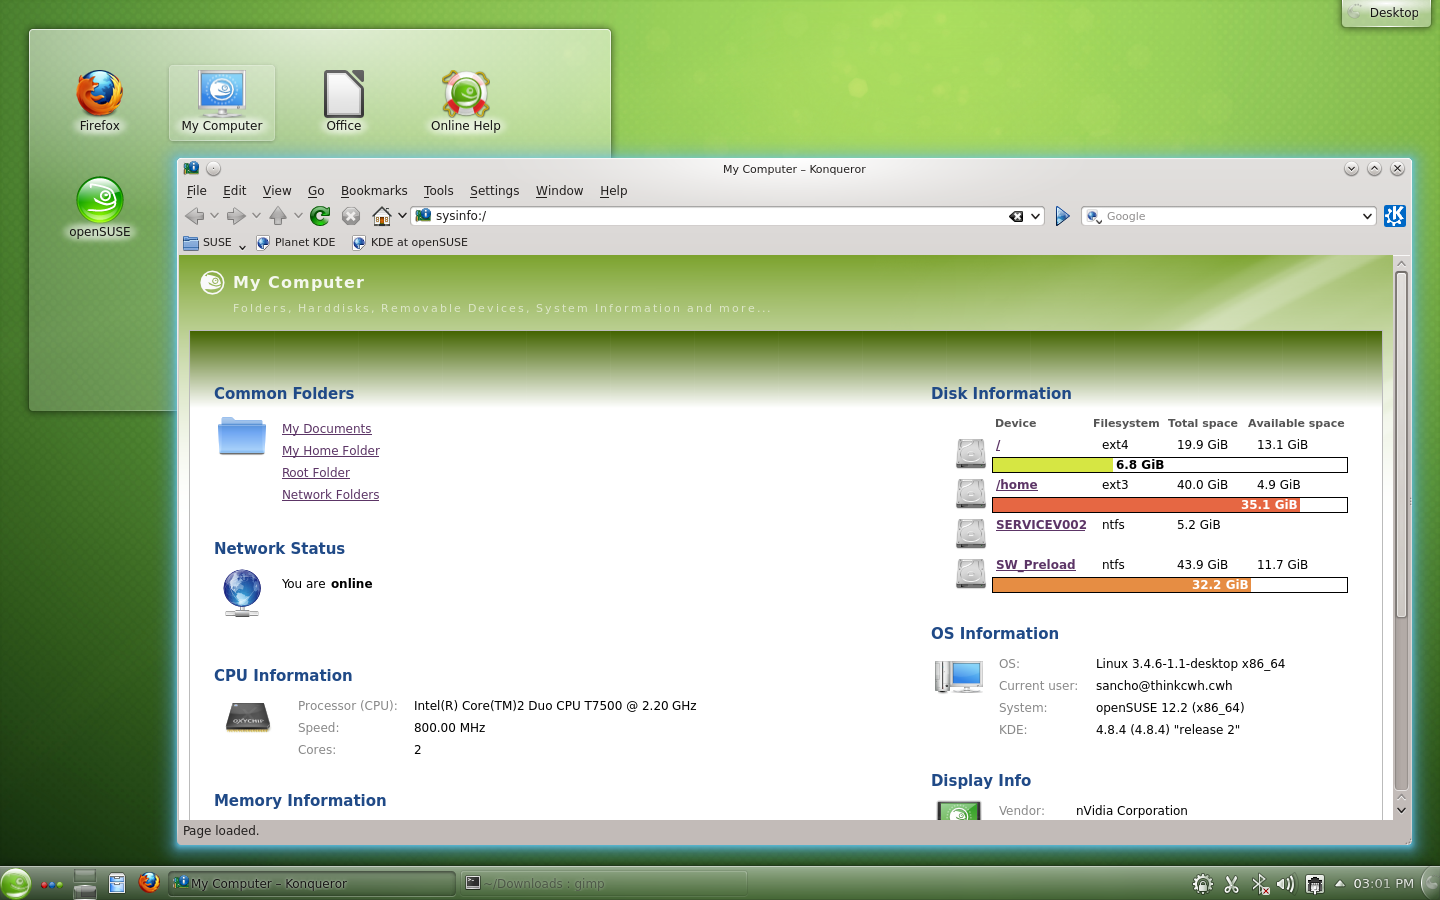 Desktop
Firefox
My Computer
Office
Online Help
openSUSE
My Computer – Konqueror
File Edit View Go Bookmarks Tools Settings Window Help
sysinfo:/
Google
SUSE Planet KDE KDE at openSUSE
My Computer
Folders, Harddisks, Removable Devices, System Information and more...
Common Folders
My Documents
My Home Folder
Root Folder
Network Folders
Network Status
You are online
CPU Information
OXYCHIP
Processor (CPU): Intel(R) Core(TM)2 Duo CPU T7500 @ 2.20 GHz
Speed: 800.00 MHz
Cores: 2
Memory Information
Disk Information
Device Filesystem Total space Available space
/ ext4 19.9 GiB 13.1 GiB
6.8 GiB
/home ext3 40.0 GiB 4.9 GiB
35.1 GiB
SERVICEV002 ntfs 5.2 GiB
SW_Preload ntfs 43.9 GiB 11.7 GiB
32.2 GiB
OS Information
OS: Linux 3.4.6-1.1-desktop x86_64
Current user: sancho@thinkcwh.cwh
System: openSUSE 12.2 (x86_64)
KDE: 4.8.4 (4.8.4) "release 2"
Display Info
Vendor: nVidia Corporation
Page loaded.
My Computer – Konqueror
~/Downloads : gimp
03:01 PM